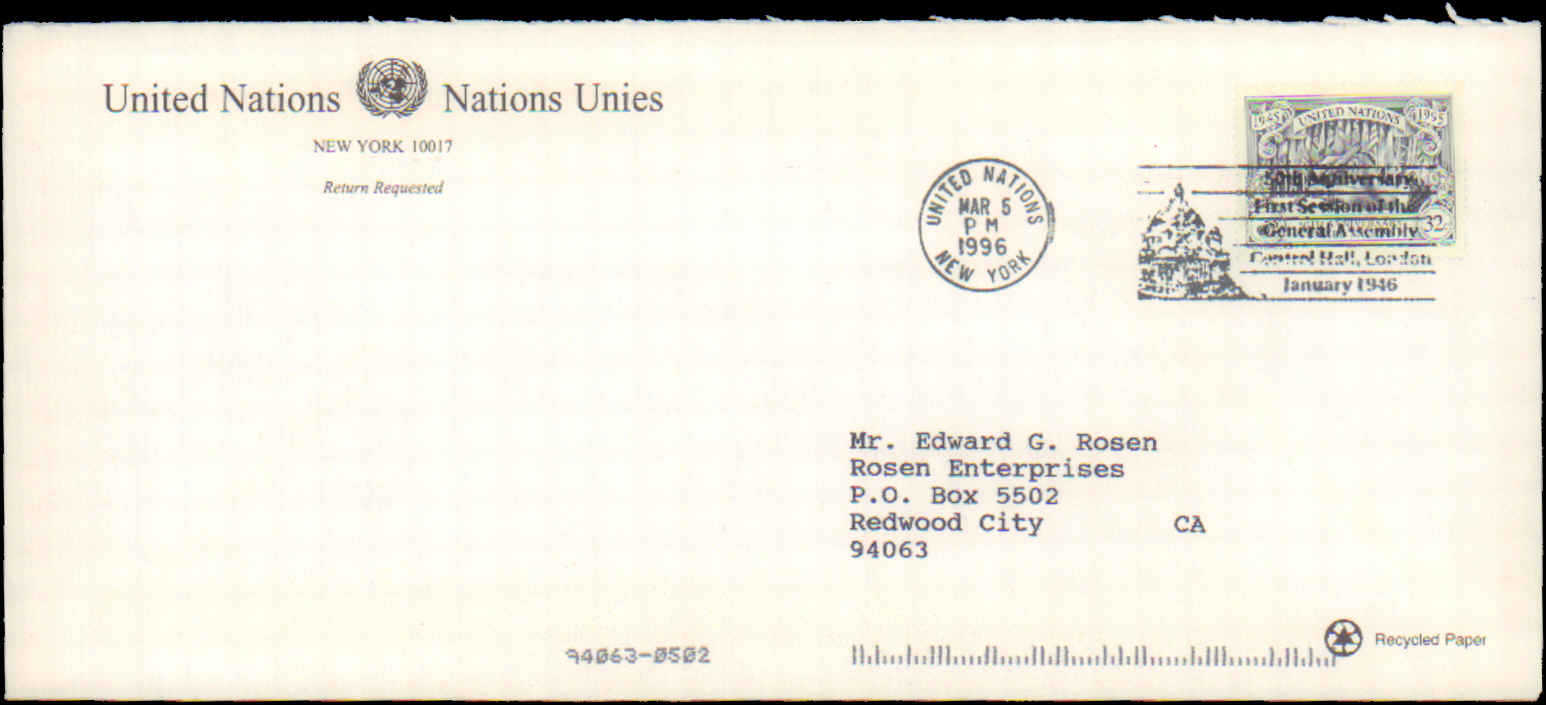 United Nations Nations Unies
NEW YORK 10017
Return Requested
UNITED NATIONS
MAR 5
PM
1996
NEW YORK
1945 UNITED NATIONS 1995
32
50th Anniversary
First Session of the
General Assembly
Central Hall, London
January 1946
Mr. Edward G. Rosen
Rosen Enterprises
P.O. Box 5502
Redwood City CA
94063
94063-0502
Recycled Paper